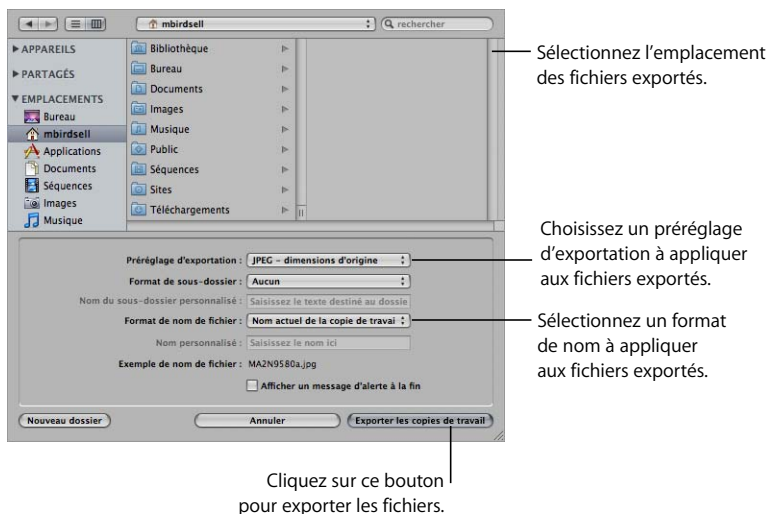 mbirdsell
rechercher
APPAREILS
PARTAGÉS
EMPLACEMENTS
Bureau
mbirdsell
Applications
Documents
Séquences
Images
Musique
Bibliothèque
Bureau
Documents
Images
Musique
Public
Séquences
Sites
Téléchargements
Sélectionnez l’emplacement
des fichiers exportés.
Préréglage d'exportation : JPEG – dimensions d'origine
Format de sous-dossier : Aucun
Nom du sous-dossier personnalisé : Saisissez le texte destiné au dossie
Format de nom de fichier : Nom actuel de la copie de travai
Nom personnalisé : Saisissez le nom ici
Exemple de nom de fichier : MA2N9580a.jpg
Afficher un message d'alerte à la fin
Choisissez un préréglage
d’exportation à appliquer
aux fichiers exportés.
Sélectionnez un format
de nom à appliquer
aux fichiers exportés.
Nouveau dossier
Annuler
Exporter les copies de travail
Cliquez sur ce bouton
pour exporter les fichiers.